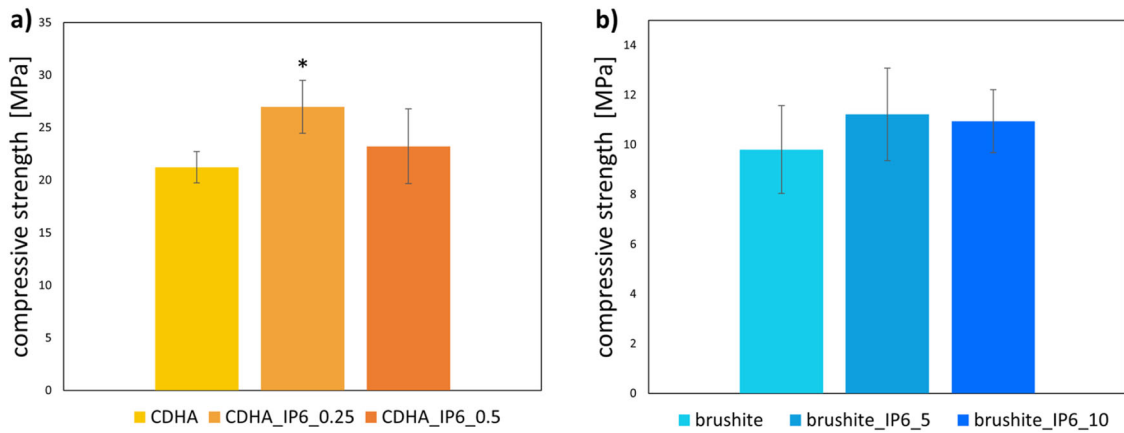 a)
compressive strength [MPa]
35
30
25
20
15
10
5
0
*
CDHA CDHA_IP6_0.25 CDHA_IP6_0.5
b)
compressive strength [MPa]
14
12
10
8
6
4
2
0
brushite brushite_IP6_5 brushite_IP6_10